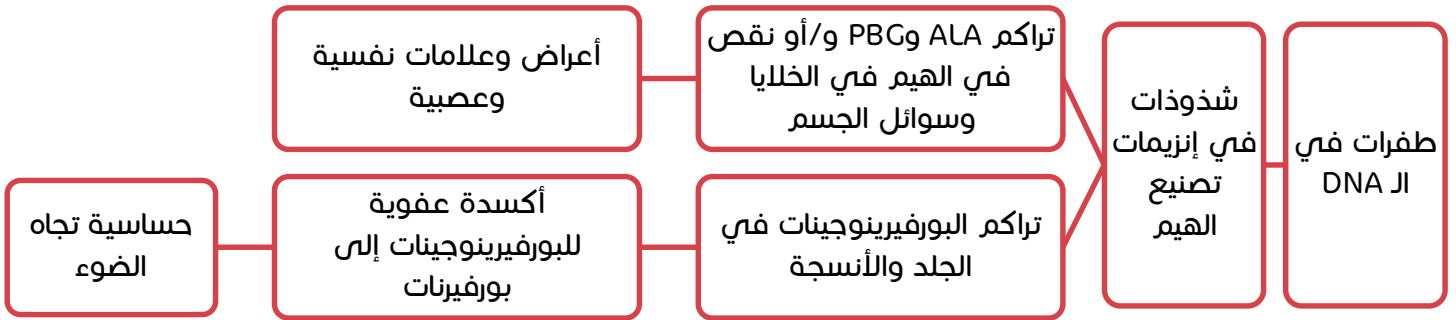 طفرات في
الـ DNA
شذوذات
في إنزيمات
تصنيع
الهيم
تراكم ALA وPBG و/أو نقص
في الهيم في الخلايا
وسوائل الجسم
أعراض وعلامات نفسية
وعصبية
تراكم البورفيرينوجينات في
الجلد والأنسجة
أكسدة عفوية
للبورفيرينوجينات إلى
بورفيرنات
حساسية تجاه
الضوء